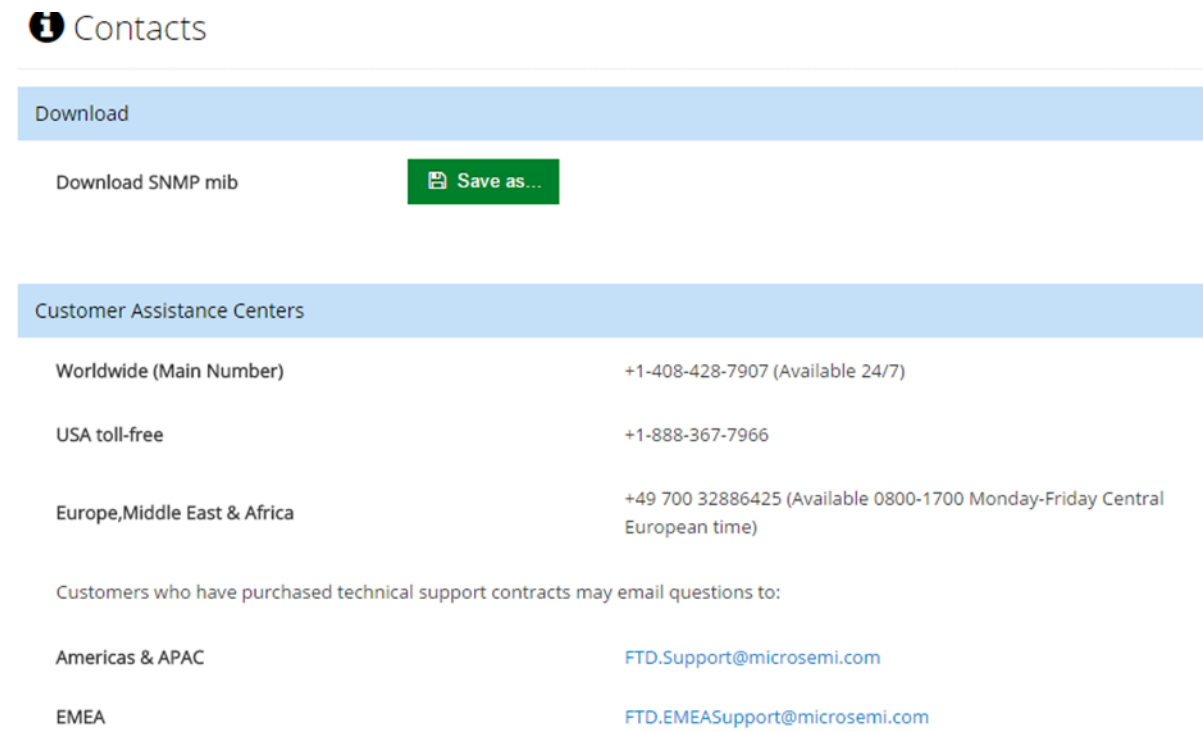 Contacts
Download
Download SNMP mib
Save as...
Customer Assistance Centers
Worldwide (Main Number) +1-408-428-7907 (Available 24/7)
USA toll-free +1-888-367-7966
Europe,Middle East & Africa +49 700 32886425 (Available 0800-1700 Monday-Friday Central
European time)
Customers who have purchased technical support contracts may email questions to:
Americas & APAC FTD.Support@microsemi.com
EMEA FTD.EMEASupport@microsemi.com